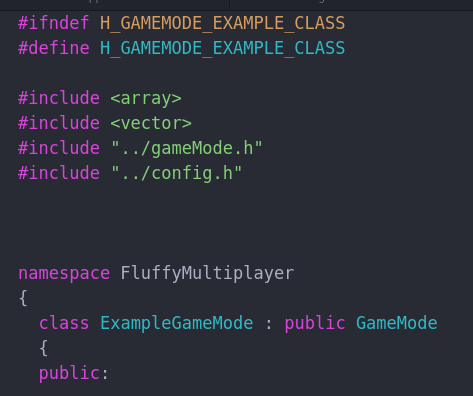 #ifndef H_GAMEMODE_EXAMPLE_CLASS
#define H_GAMEMODE_EXAMPLE_CLASS
#include <array>
#include <vector>
#include "../gameMode.h"
#include "../config.h"
namespace FluffyMultiplayer
{
class ExampleGameMode : public GameMode
{
public: